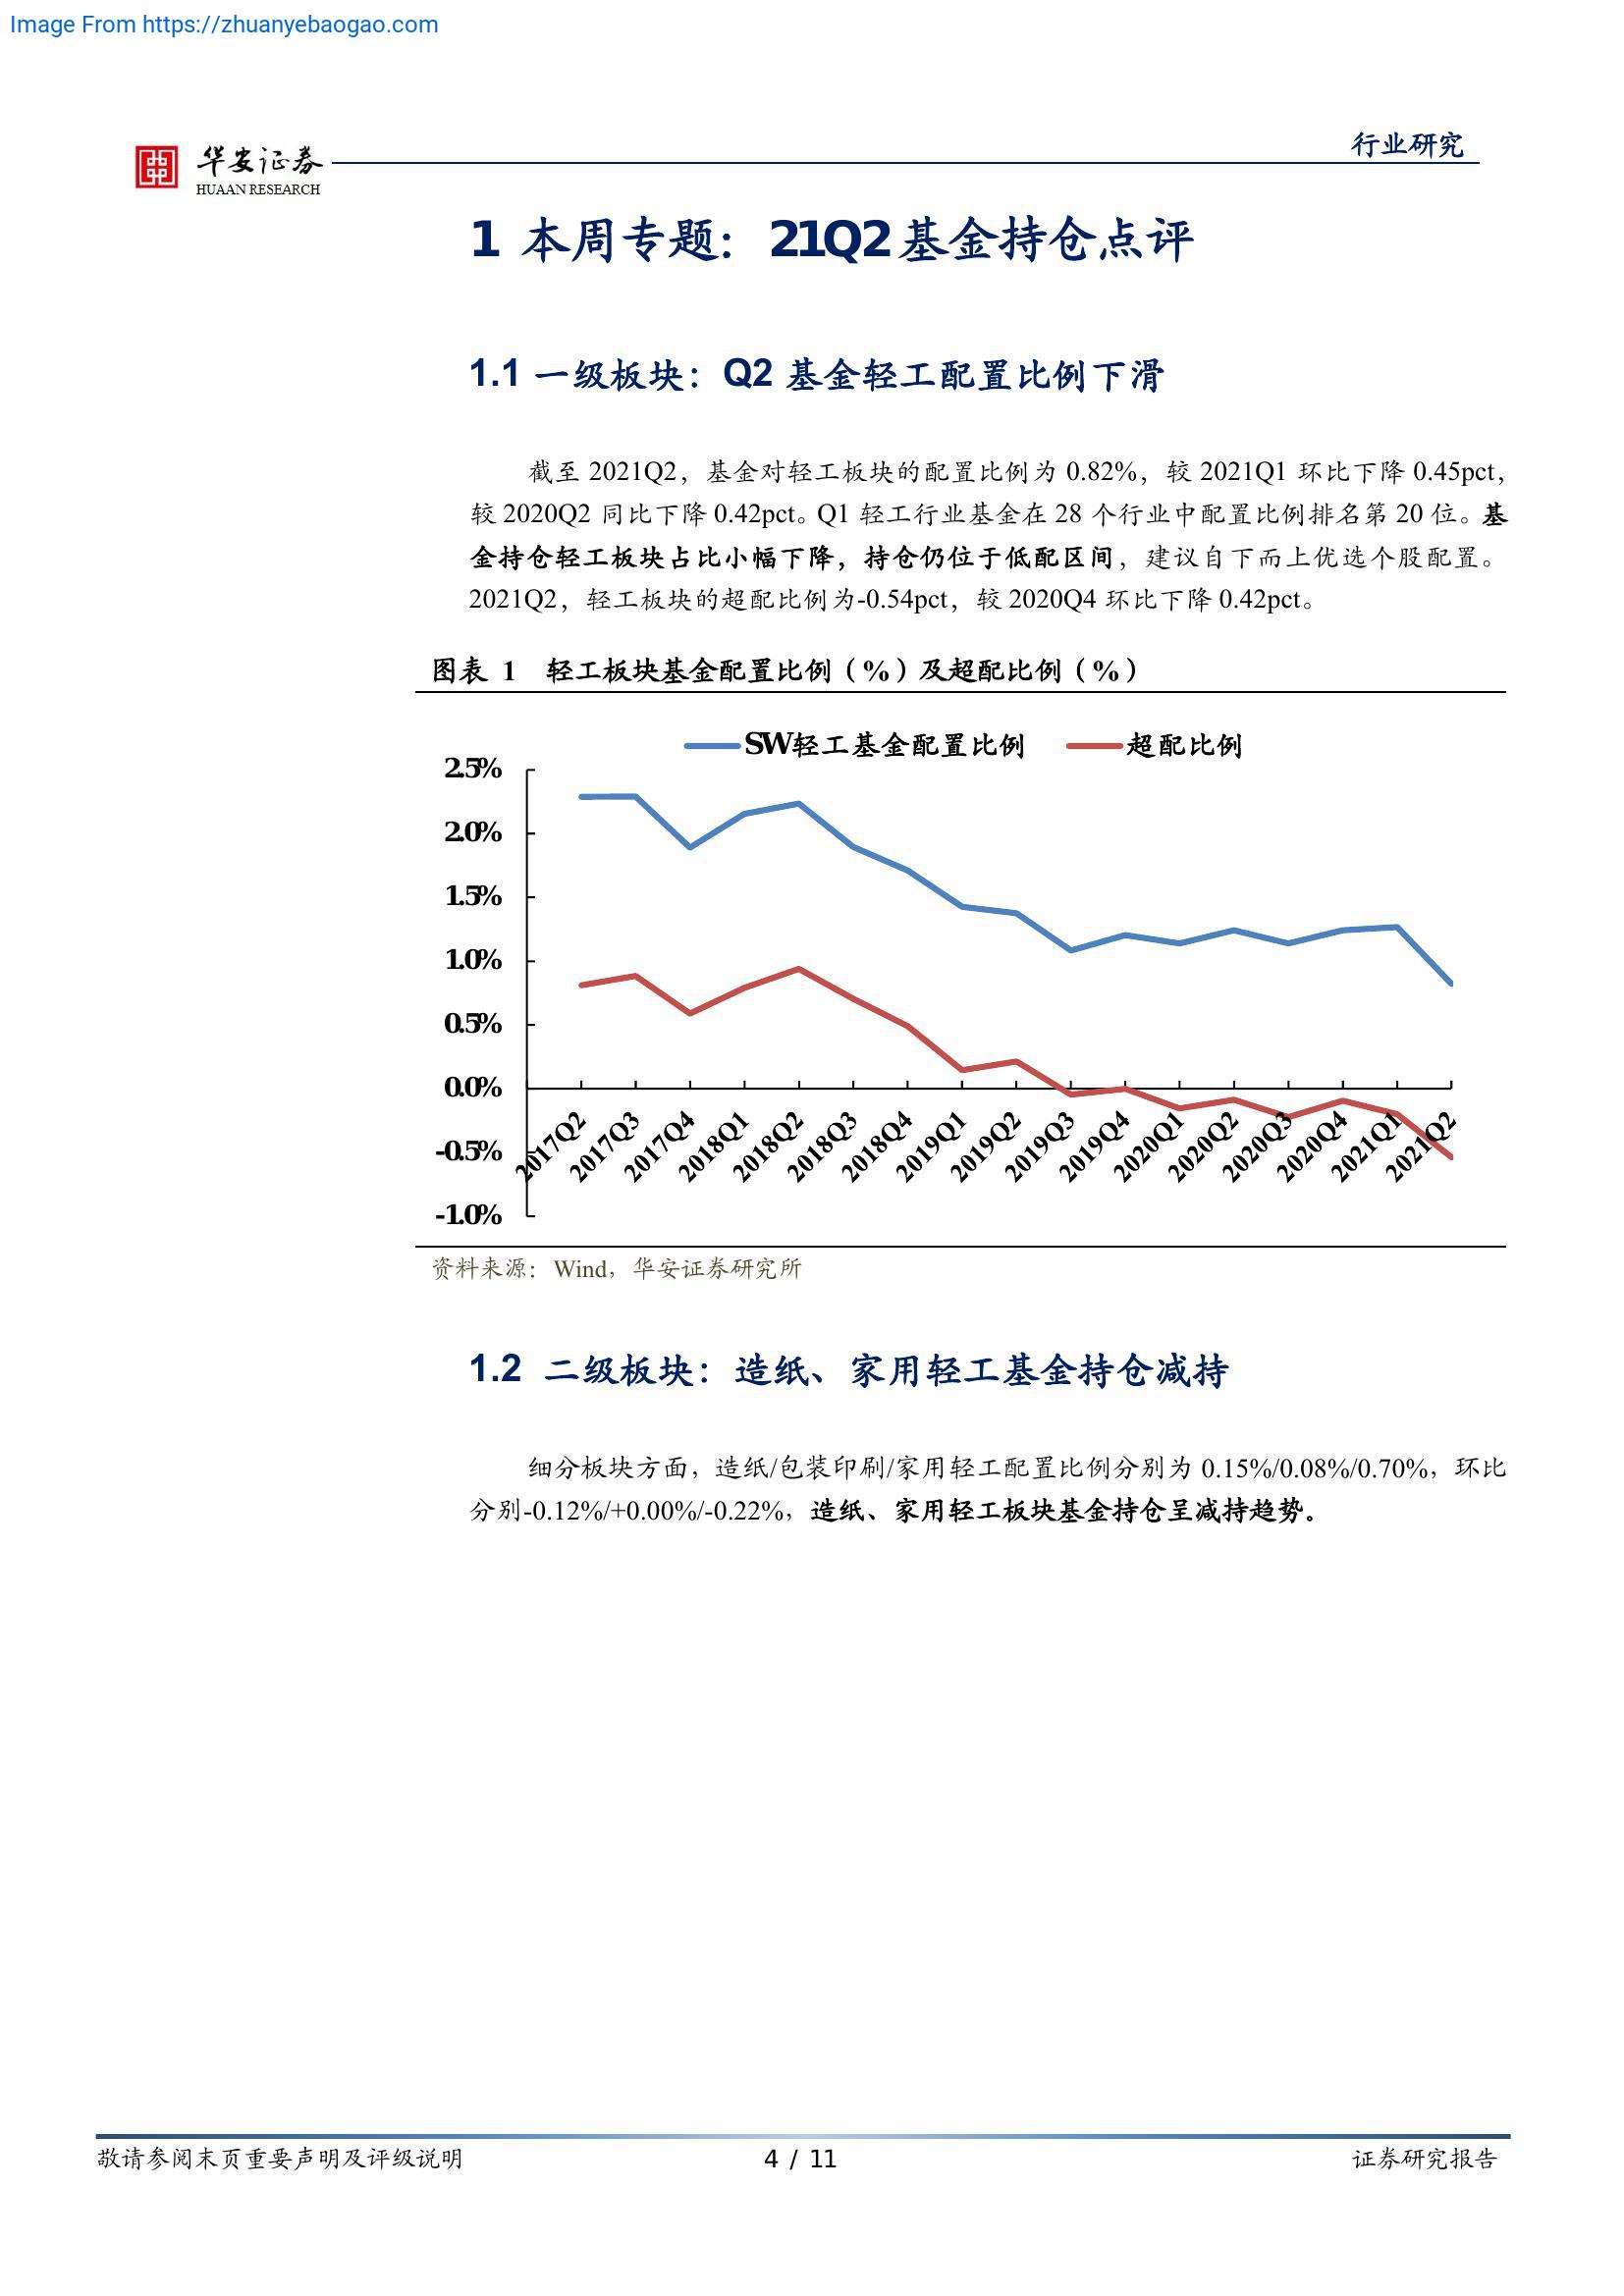 Image From https://zhuanyebaogao.com
华安证券
HUAAN RESEARCH
行业研究
1 本周专题：21Q2基金持仓点评
1.1 一级板块：Q2 基金轻工配置比例下滑
截至 2021Q2，基金对轻工板块的配置比例为 0.82%，较 2021Q1 环比下降 0.45pct，
较 2020Q2 同比下降 0.42pct。Q1 轻工行业基金在 28 个行业中配置比例排名第 20 位。基
金持仓轻工板块占比小幅下降，持仓仍位于低配区间，建议自下而上优选个股配置。
2021Q2，轻工板块的超配比例为-0.54pct，较 2020Q4 环比下降 0.42pct。
图表 1 轻工板块基金配置比例（%）及超配比例（%）
SW轻工基金配置比例 超配比例
2.5%
2.0%
1.5%
1.0%
0.5%
0.0%
-0.5%
-1.0%
2017Q2 2017Q3 2017Q4 2018Q1 2018Q2 2018Q3 2018Q4 2019Q1 2019Q2 2019Q3 2019Q4 2020Q1 2020Q2 2020Q3 2020Q4 2021Q1 2021Q2
资料来源：Wind，华安证券研究所
1.2 二级板块：造纸、家用轻工基金持仓减持
细分板块方面，造纸/包装印刷/家用轻工配置比例分别为 0.15%/0.08%/0.70%，环比
分别-0.12%/+0.00%/-0.22%，造纸、家用轻工板块基金持仓呈减持趋势。
敬请参阅末页重要声明及评级说明
4 / 11
证券研究报告